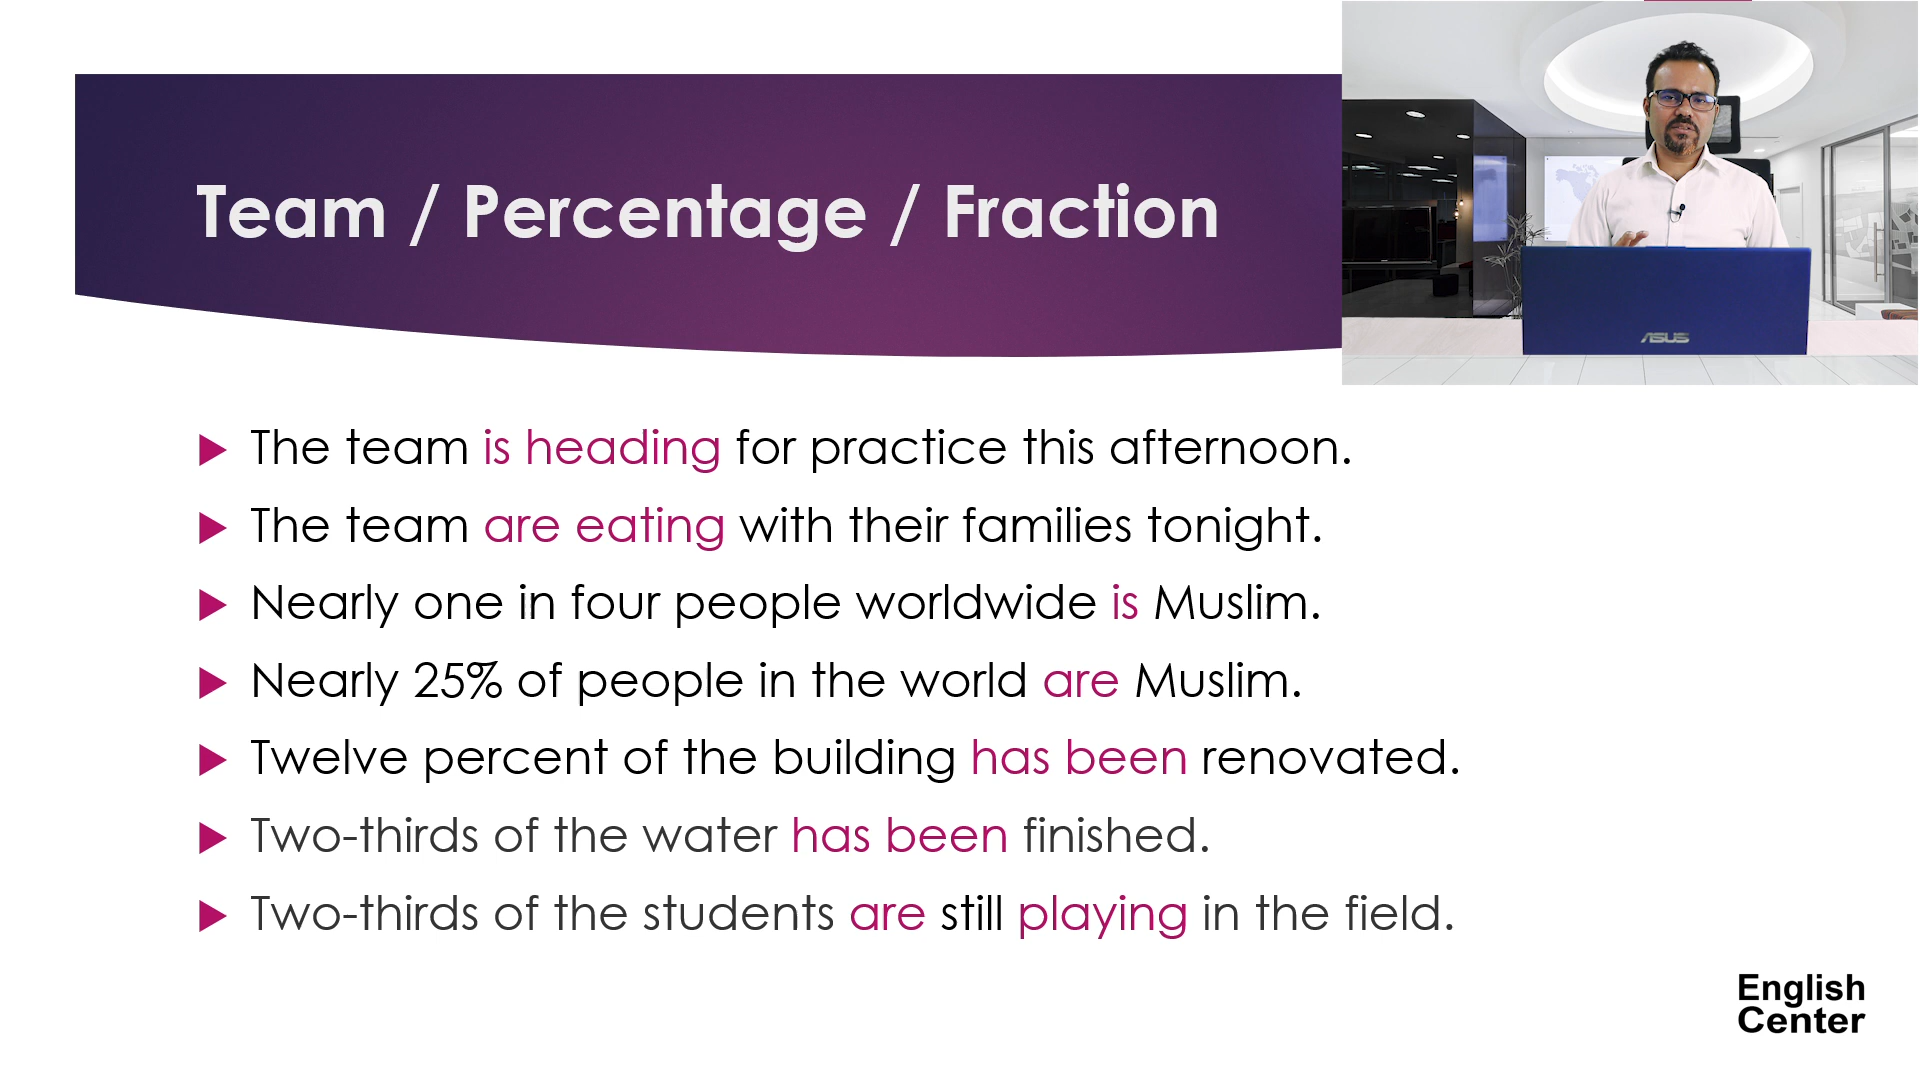 Team / Percentage / Fraction
The team is heading for practice this afternoon.
The team are eating with their families tonight.
Nearly one in four people worldwide is Muslim.
Nearly 25% of people in the world are Muslim.
Twelve percent of the building has been renovated.
Two-thirds of the water has been finished.
Two-thirds of the students are still playing in the field.
ASUS
English
Center